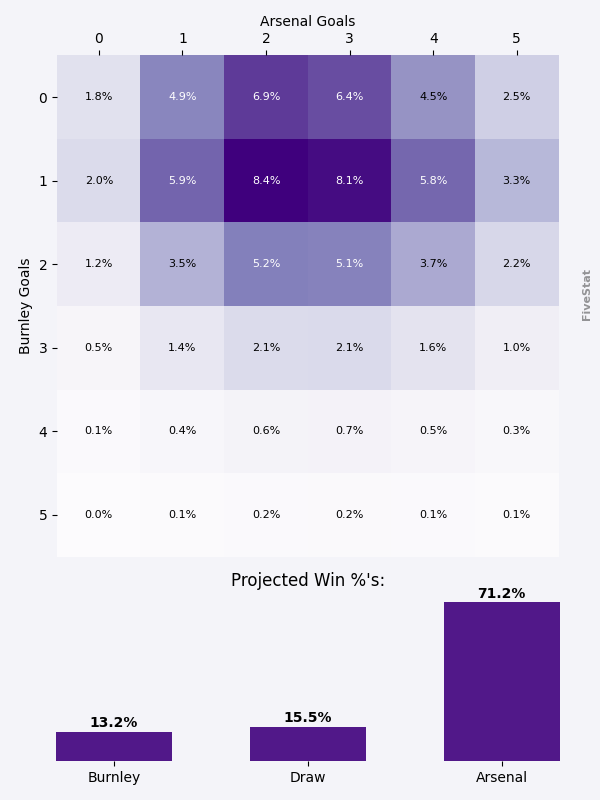 Arsenal Goals
0 1 2 3 4 5
0 1.8% 4.9% 6.9% 6.4% 4.5% 2.5%
1 2.0% 5.9% 8.4% 8.1% 5.8% 3.3%
2 1.2% 3.5% 5.2% 5.1% 3.7% 2.2%
3 0.5% 1.4% 2.1% 2.1% 1.6% 1.0%
4 0.1% 0.4% 0.6% 0.7% 0.5% 0.3%
5 0.0% 0.1% 0.2% 0.2% 0.1% 0.1%
Burnley Goals
FiveStat
Projected Win %'s:
13.2% 15.5% 71.2%
Burnley Draw Arsenal